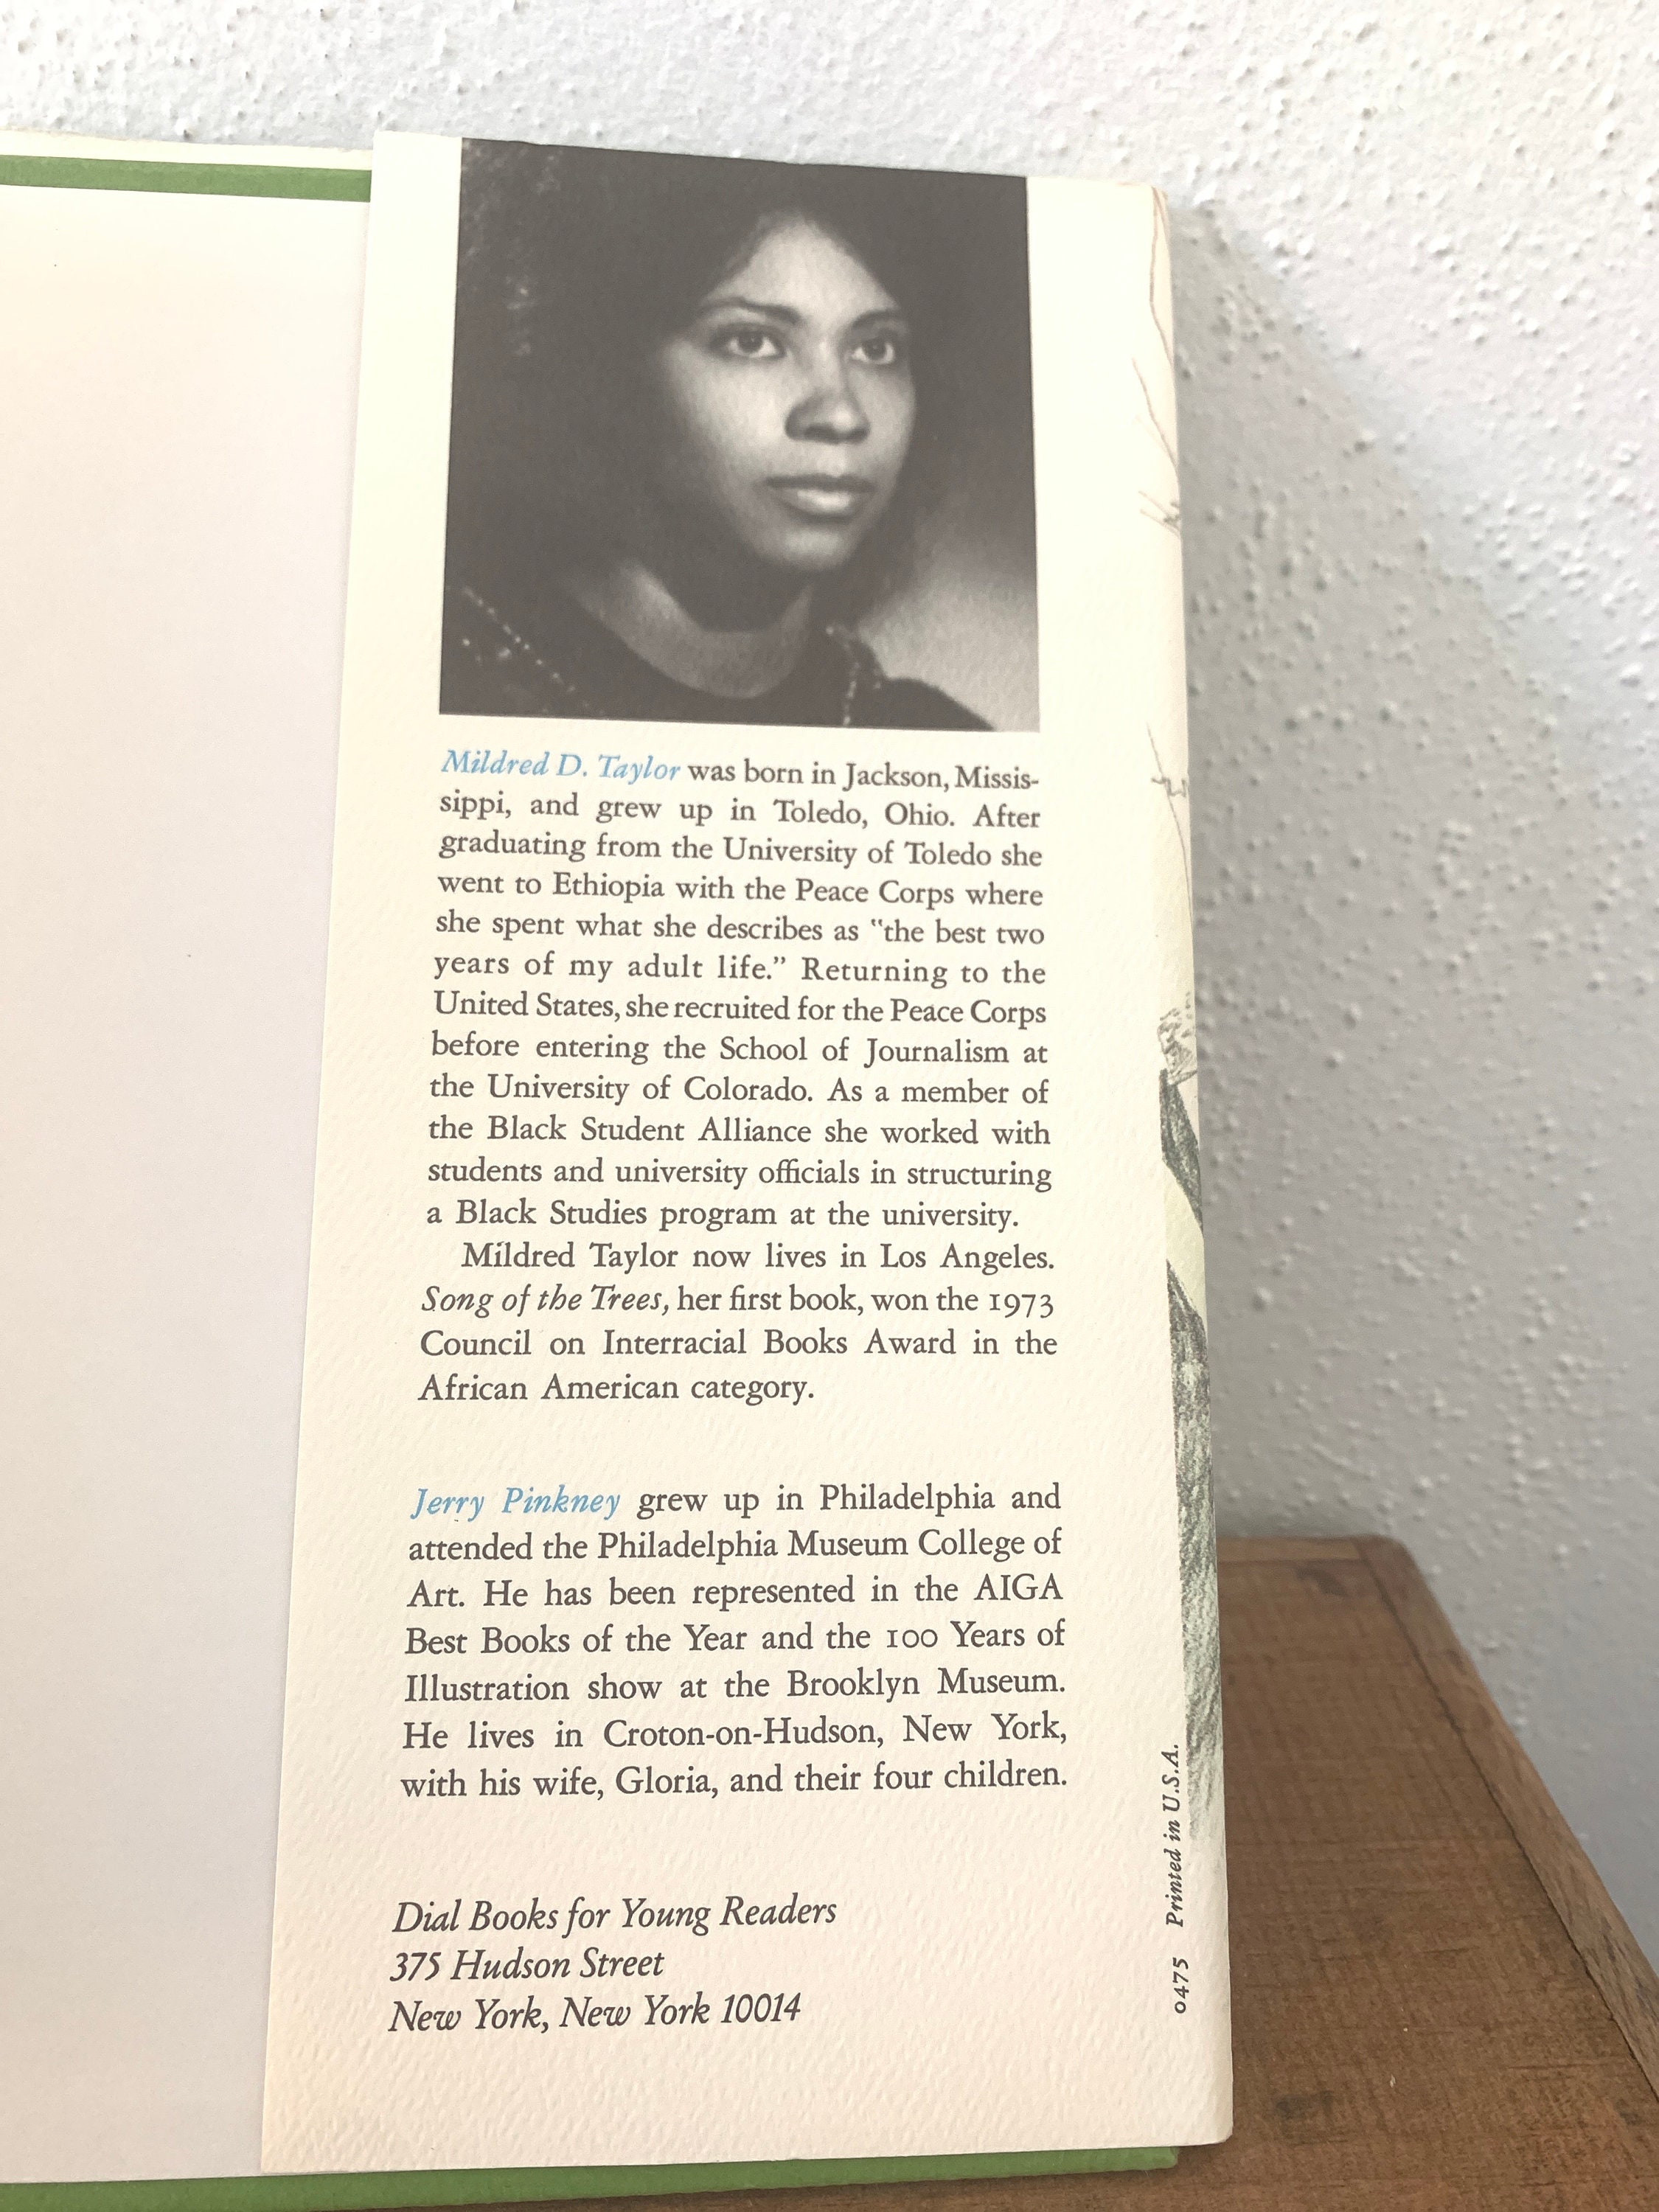 Mildred D. Taylor was born in Jackson, Missis-
sippi, and grew up in Toledo, Ohio. After
graduating from the University of Toledo she
went to Ethiopia with the Peace Corps where
she spent what she describes as "the best two
years of my adult life.” Returning to the
United States, she recruited for the Peace Corps
before entering the School of Journalism at
the University of Colorado. As a member of
the Black Student Alliance she worked with
students and university officials in structuring
a Black Studies program at the university.
Mildred Taylor now lives in Los Angeles.
Song of the Trees, her first book, won the 1973
Council on Interracial Books Award in the
African American category.
Jerry Pinkney grew up in Philadelphia and
attended the Philadelphia Museum College of
Art. He has been represented in the AIGA
Best Books of the Year and the 100 Years of
Illustration show at the Brooklyn Museum.
He lives in Croton-on-Hudson, New York,
with his wife, Gloria, and their four children.
Dial Books for Young Readers
375 Hudson Street
New York, New York 10014
0475 Printed in U.S.A.